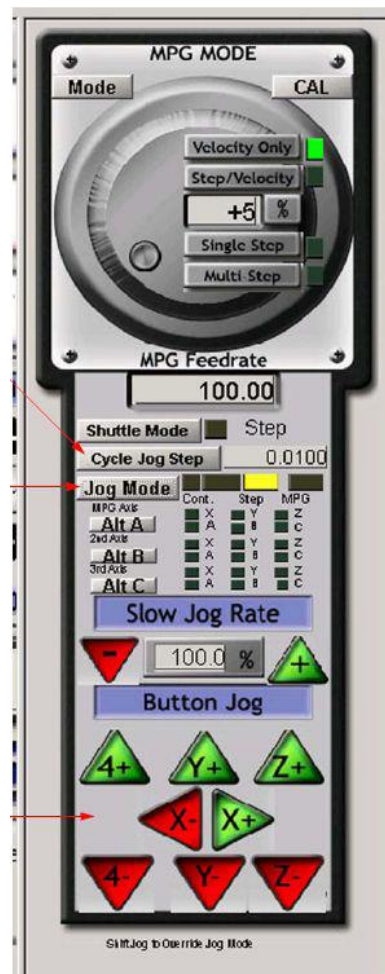 MPG MODE
Mode CAL
Velocity Only
Step/Velocity
+5 %
Single Step
Multi-Step
MPG Feedrate
100.00
Shuttle Mode Step
Cycle Jog Step 0.0100
Jog Mode Cont. Step MPG
MPG Axis X Y Z
Alt A A B C
2nd Axis X Y Z
Alt B A B C
3rd Axis X Y Z
Alt C A B C
Slow Jog Rate
- 100.0 % +
Button Jog
4+ Y+ Z+
X- X+
4- Y- Z-
Shift Jog to Override Jog Mode